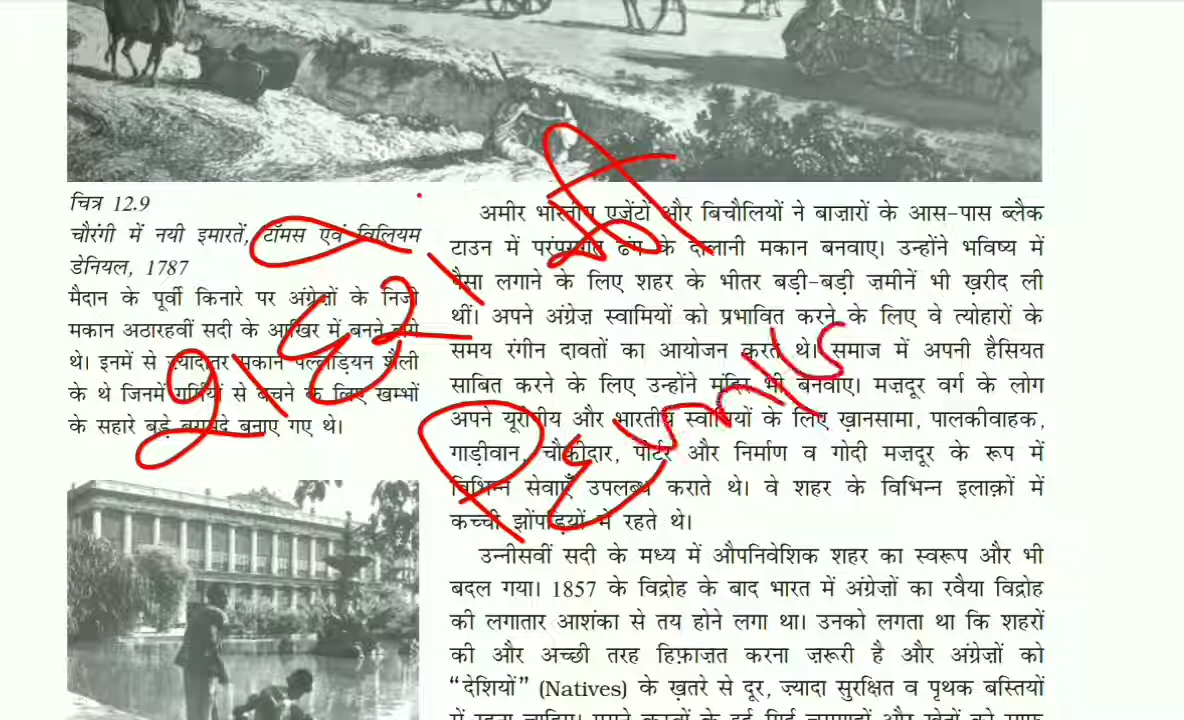 चित्र 12.9
चौरंगी में नयी इमारतें, टॉमस एवं विलियम
डेनियल, 1787
मैदान के पूर्वी किनारे पर अंग्रेज़ों के निजी
मकान अठारहवीं सदी के आखिर में बनने लगे
थे। इनमें से ज़्यादातर मकान पल्लाडियन शैली
के थे जिनमें गर्मियों से बचने के लिए खम्भों
के सहारे बड़े बरामदे बनाए गए थे।
अमीर भारतीय एजेंटों और बिचौलियों ने बाज़ारों के आस-पास ब्लैक
टाउन में परंपरागत ढंग के दालानी मकान बनवाए। उन्होंने भविष्य में
पैसा लगाने के लिए शहर के भीतर बड़ी-बड़ी ज़मीनें भी ख़रीद ली
थीं। अपने अंग्रेज़ स्वामियों को प्रभावित करने के लिए वे त्योहारों के
समय रंगीन दावतों का आयोजन करते थे। समाज में अपनी हैसियत
साबित करने के लिए उन्होंने मंदिर भी बनवाए। मज़दूर वर्ग के लोग
अपने यूरोपीय और भारतीय स्वामियों के लिए ख़ानसामा, पालकीवाहक,
गाड़ीवान, चौकीदार, पोर्टर और निर्माण व गोदी मज़दूर के रूप में
विभिन्न सेवाएँ उपलब्ध कराते थे। वे शहर के विभिन्न इलाक़ों में
कच्ची झोंपड़ियों में रहते थे।
उन्नीसवीं सदी के मध्य में औपनिवेशिक शहर का स्वरूप और भी
बदल गया। 1857 के विद्रोह के बाद भारत में अंग्रेज़ों का रवैया विद्रोह
की लगातार आशंका से तय होने लगा था। उनको लगता था कि शहरों
की और अच्छी तरह हिफ़ाज़त करना ज़रूरी है और अंग्रेज़ों को
“देशियों” (Natives) के ख़तरे से दूर, ज्यादा सुरक्षित व पृथक बस्तियों